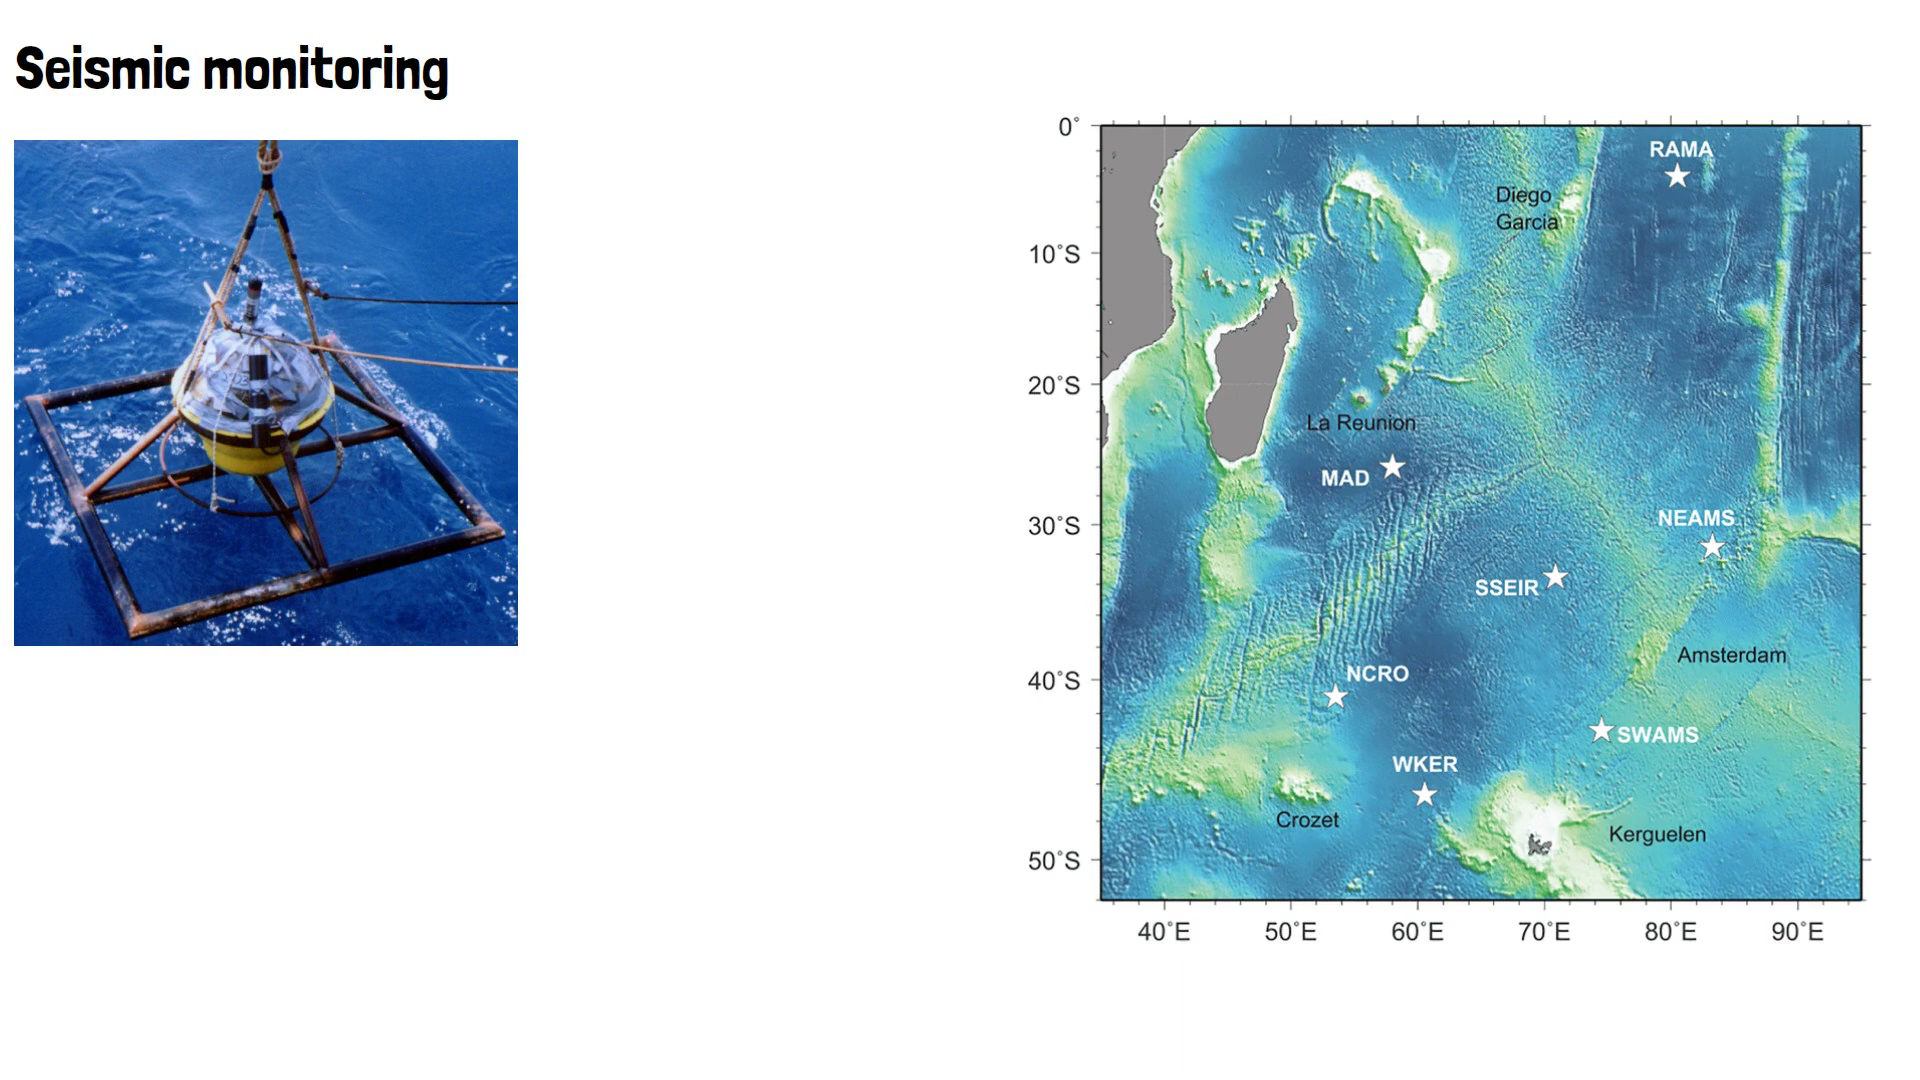 Seismic monitoring
0°
10°S
20°S
30°S
40°S
50°S
40°E
50°E
60°E
70°E
80°E
90°E
RAMA
Diego
Garcia
La Reunion
MAD
NEAMS
SSEIR
Amsterdam
NCRO
SWAMS
WKER
Crozet
Kerguelen